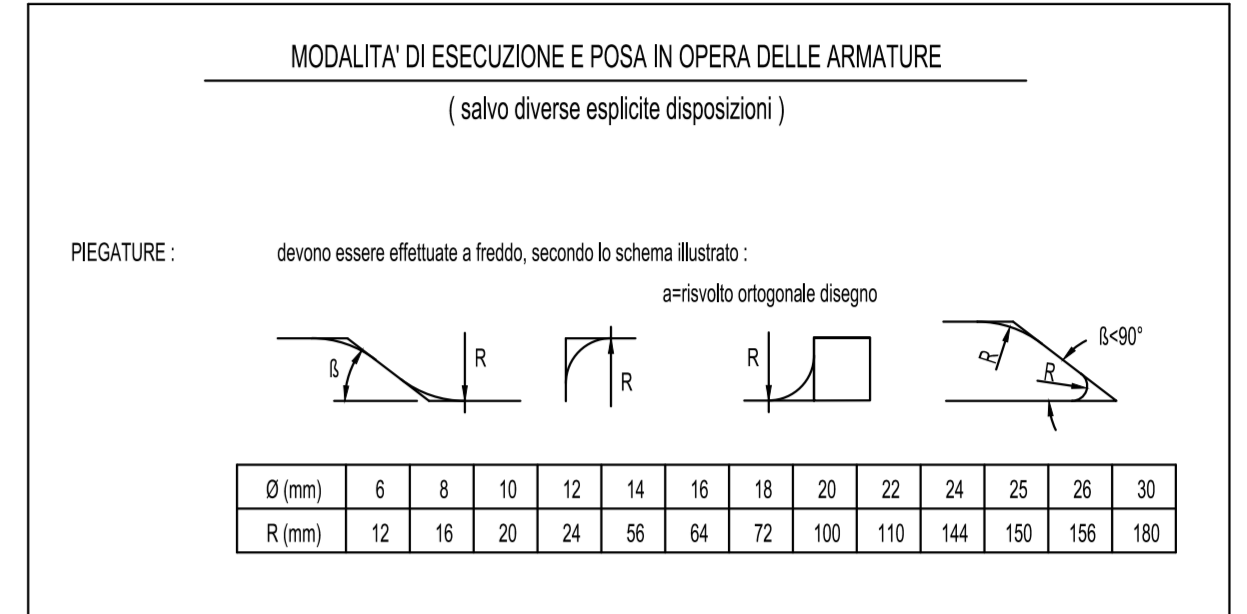 MODALITA' DI ESECUZIONE E POSA IN OPERA DELLE ARMATURE
( salvo diverse esplicite disposizioni )
PIEGATURE : devono essere effettuate a freddo, secondo lo schema illustrato :
a=risvolto ortogonale disegno
ß R R R R R ß<90°
Ø (mm) 6 8 10 12 14 16 18 20 22 24 25 26 30
R (mm) 12 16 20 24 56 64 72 100 110 144 150 156 180